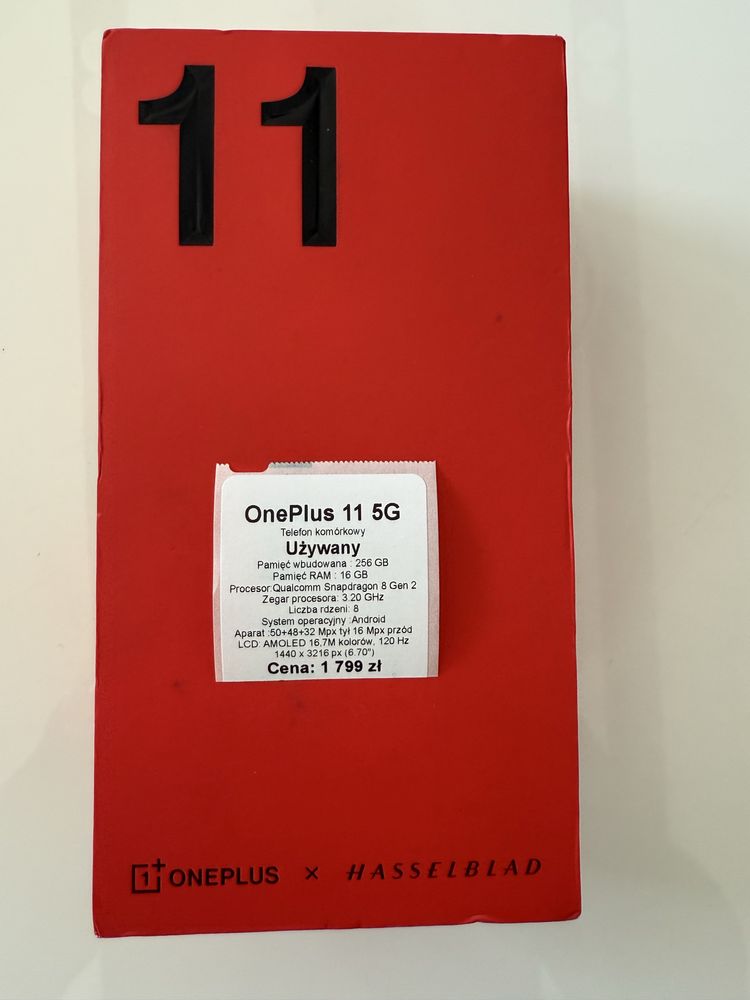 11
OnePlus 11 5G
Telefon komórkowy
Używany
Pamięć wbudowana : 256 GB
Pamięć RAM : 16 GB
Procesor:Qualcomm Snapdragon 8 Gen 2
Zegar procesora: 3.20 GHz
Liczba rdzeni: 8
System operacyjny :Android
Aparat :50+48+32 Mpx tył 16 Mpx przód
LCD: AMOLED 16,7M kolorów, 120 Hz
1440 x 3216 px (6.70")
Cena: 1 799 zł
1+ ONEPLUS × HASSELBLAD